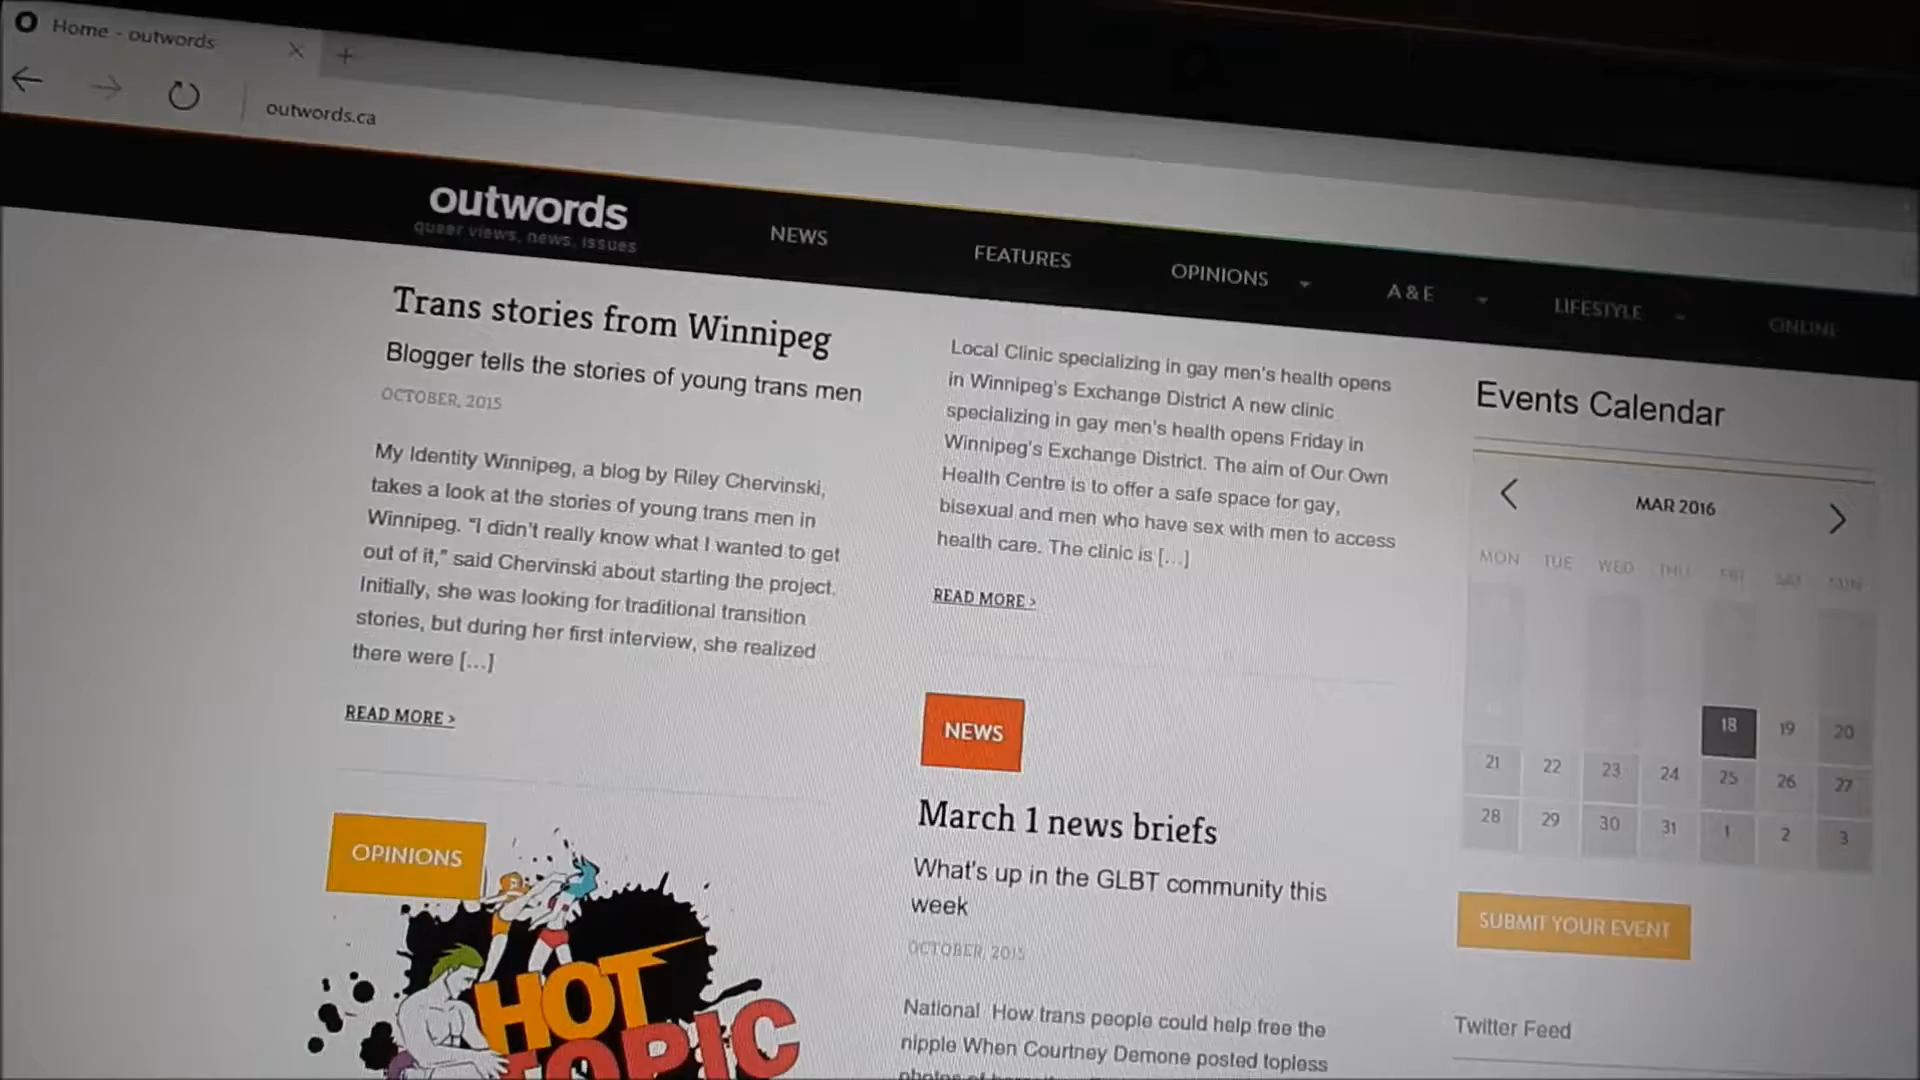 Home - outwords
outwords.ca
outwords
queer views, news, issues
NEWS
FEATURES
OPINIONS
A & E
LIFESTYLE
ONLINE
Trans stories from Winnipeg
Blogger tells the stories of young trans men
OCTOBER, 2015
My Identity Winnipeg, a blog by Riley Chervinski,
takes a look at the stories of young trans men in
Winnipeg. “I didn’t really know what I wanted to get
out of it,” said Chervinski about starting the project.
Initially, she was looking for traditional transition
stories, but during her first interview, she realized
there were [...]
READ MORE >
OPINIONS
HOT
TOPIC
Local Clinic specializing in gay men's health opens
in Winnipeg's Exchange District A new clinic
specializing in gay men's health opens Friday in
Winnipeg's Exchange District. The aim of Our Own
Health Centre is to offer a safe space for gay,
bisexual and men who have sex with men to access
health care. The clinic is [...]
READ MORE >
NEWS
March 1 news briefs
What's up in the GLBT community this
week
OCTOBER, 2015
National How trans people could help free the
nipple When Courtney Demone posted topless
photos of
Events Calendar
MAR 2016
MON TUE WED THU FRI SAT SUN
18 19 20
21 22 23 24 25 26 27
28 29 30 31 1 2 3
SUBMIT YOUR EVENT
Twitter Feed